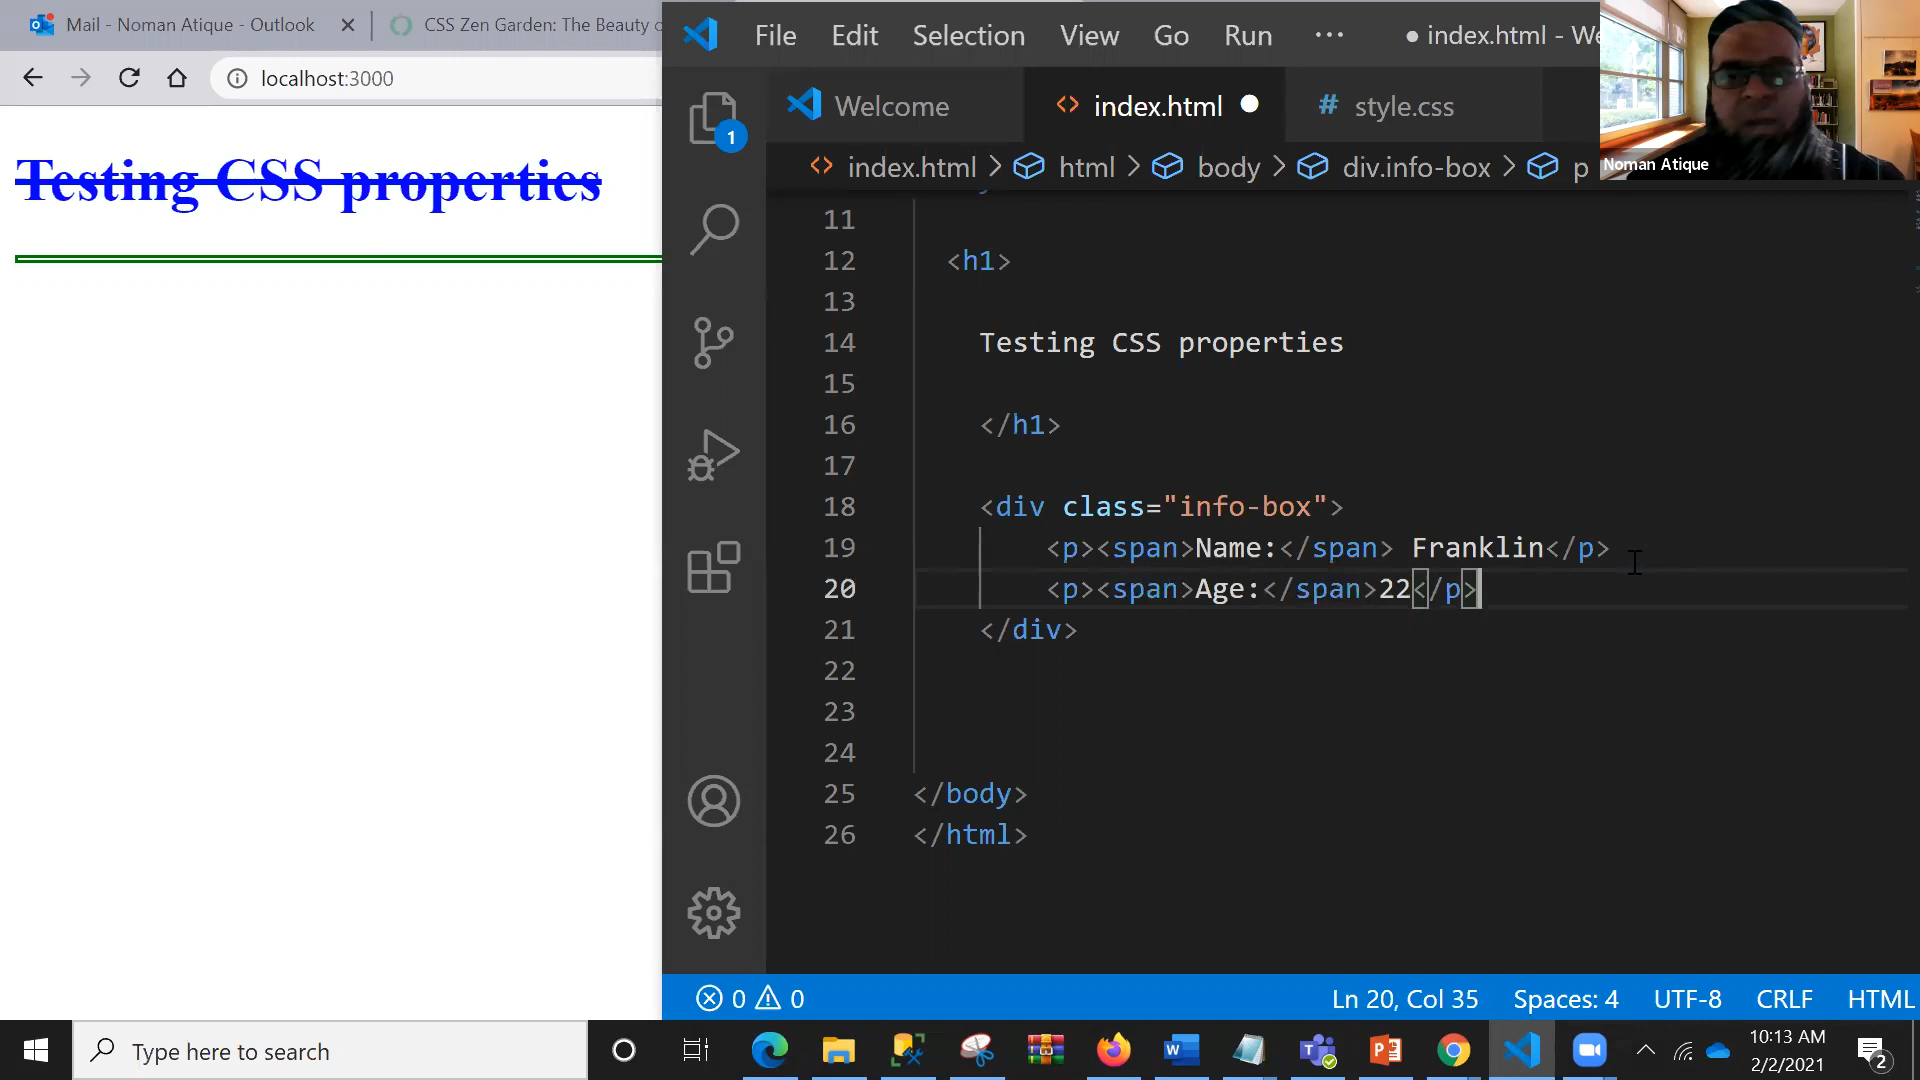 Mail - Noman Atique - Outlook
CSS Zen Garden: The Beauty o
localhost:3000
Testing CSS properties
File Edit Selection View Go Run ··· ● index.html - We
1
Welcome
<> index.html ●
# style.css
<> index.html > html > body > div.info-box > p
Noman Atique
11
12 <h1>
13
14 Testing CSS properties
15
16 </h1>
17
18 <div class="info-box">
19 <p><span>Name:</span> Franklin</p>
20 <p><span>Age:</span>22</p>
21 </div>
22
23
24
25 </body>
26 </html>
0 0 Ln 20, Col 35 Spaces: 4 UTF-8 CRLF HTML
Type here to search
10:13 AM
2/2/2021
2